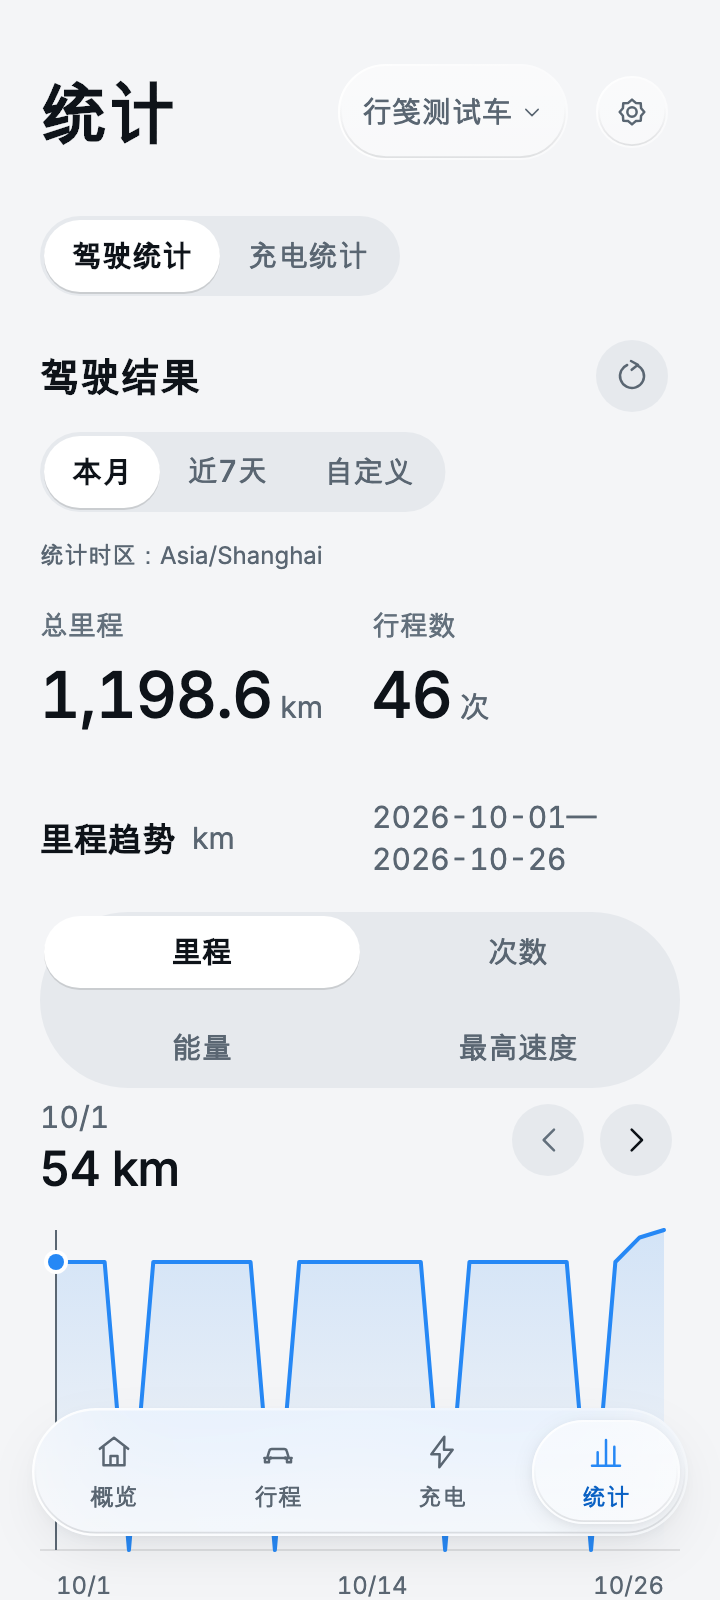 统计
行笺测试车
驾驶统计 充电统计
驾驶结果
本月 近7天 自定义
统计时区：Asia/Shanghai
总里程 行程数
1,198.6 km 46 次
里程趋势 km
2026-10-01—
2026-10-26
里程 次数
能量 最高速度
10/1
54 km
概览 行程 充电 统计
10/1 10/14 10/26